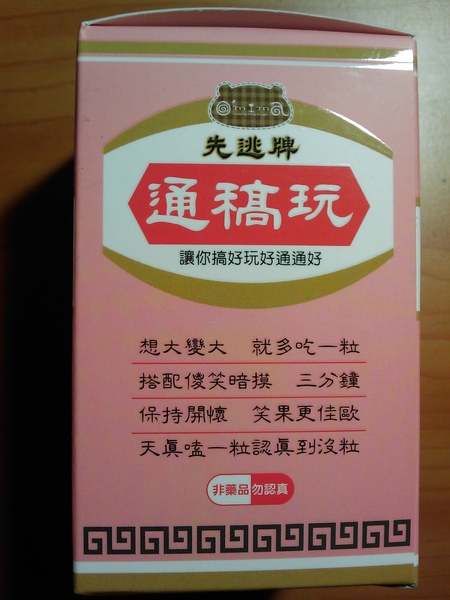 先逃牌
通稿玩
讓你搞好玩好通通好
想大變大 就多吃一粒
搭配傻笑暗摸 三分鐘
保持開懷 笑果更佳歐
天真嗑一粒認真到沒粒
非藥品勿認真